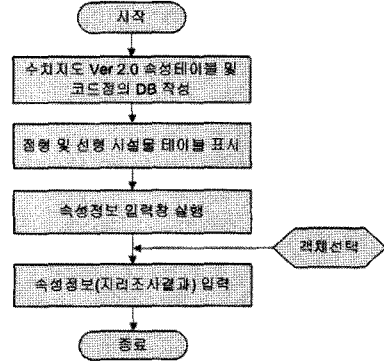 시작
수치지도 Ver 2.0 속성테이블 및
코드정의 DB 작성
점형 및 선형 시설물 테이블 표시
속성정보 입력창 실행
객체선택
속성정보(지리조사결과) 입력
종료